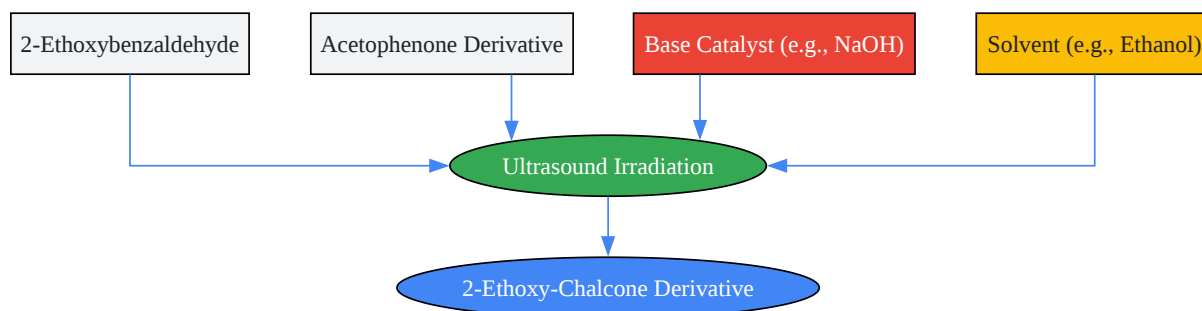 2-Ethoxybenzaldehyde
Acetophenone Derivative
Base Catalyst (e.g., NaOH)
Solvent (e.g., Ethanol)
Ultrasound Irradiation
2-Ethoxy-Chalcone Derivative